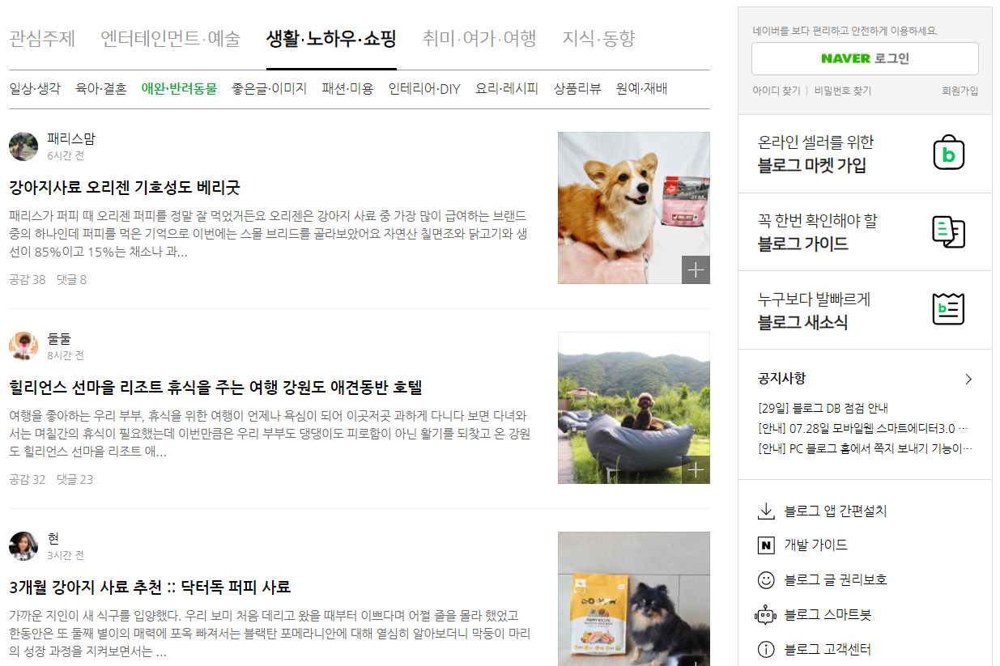 관심주제 엔터테인먼트·예술 생활·노하우·쇼핑 취미·여가·여행 지식·동향
일상·생각 육아·결혼 애완·반려동물 좋은글·이미지 패션·미용 인테리어·DIY 요리·레시피 상품리뷰 원예·재배
패리스맘
6시간 전
강아지사료 오리젠 기호성도 베리굿
패리스가 퍼피 때 오리젠 퍼피를 정말 잘 먹었거든요 오리젠은 강아지 사료 중 가장 많이 급여하는 브랜드
중의 하나인데 퍼피를 먹은 기억으로 이번에는 스몰 브리드를 골라보았어요 자연산 칠면조와 닭고기와 생
선이 85%이고 15%는 채소나 과...
공감 38 댓글 8
둘둘
8시간 전
힐리언스 선마을 리조트 휴식을 주는 여행 강원도 애견동반 호텔
여행을 좋아하는 우리 부부, 휴식을 위한 여행이 언제나 욕심이 되어 이곳저곳 과하게 다니다 보면 다녀와
서는 며칠간의 휴식이 필요했는데 이번만큼은 우리 부부도 댕댕이도 피로함이 아닌 활기를 되찾고 온 강원
도 힐리언스 선마을 리조트 애...
공감 32 댓글 23
현
3시간 전
3개월 강아지 사료 추천 :: 닥터독 퍼피 사료
가까운 지인이 새 식구를 입양했다. 우리 보미 처음 데리고 왔을 때부터 이쁘다며 어쩔 줄을 몰라 했었고
한동안은 또 둘째 별이의 매력에 포옥 빠져서는 블랙탄 포메라니안에 대해 열심히 알아보더니 막둥이 마리
의 성장 과정을 지켜보면서는 ...
네이버를 보다 편리하고 안전하게 이용하세요.
NAVER 로그인
아이디 찾기 | 비밀번호 찾기 회원가입
온라인 셀러를 위한
블로그 마켓 가입
b
꼭 한번 확인해야 할
블로그 가이드
누구보다 발빠르게
블로그 새소식
b
공지사항
[29일] 블로그 DB 점검 안내
[안내] 07.28일 모바일웹 스마트에디터3.0 ...
[안내] PC 블로그 홈에서 쪽지 보내기 기능이...
블로그 앱 간편설치
N 개발 가이드
블로그 글 권리보호
블로그 스마트봇
블로그 고객센터